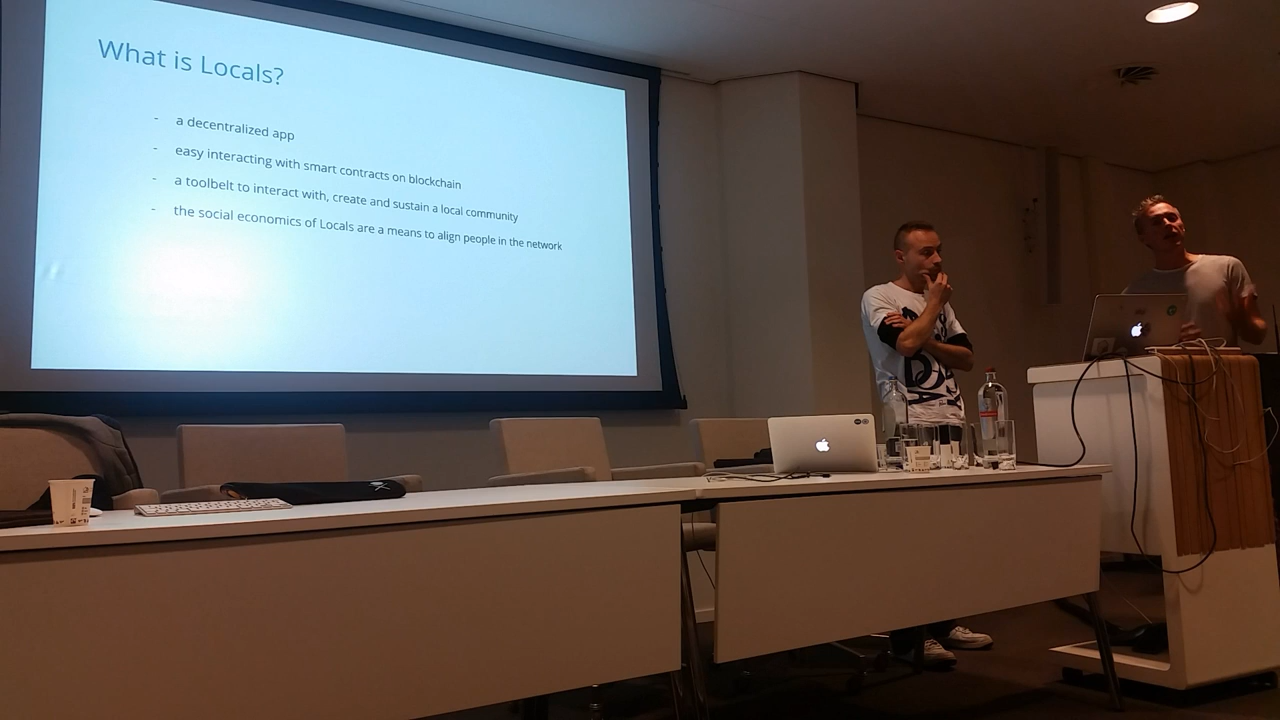 What is Locals?
- a decentralized app
- easy interacting with smart contracts on blockchain
- a toolbelt to interact with, create and sustain a local community
- the social economics of Locals are a means to align people in the network